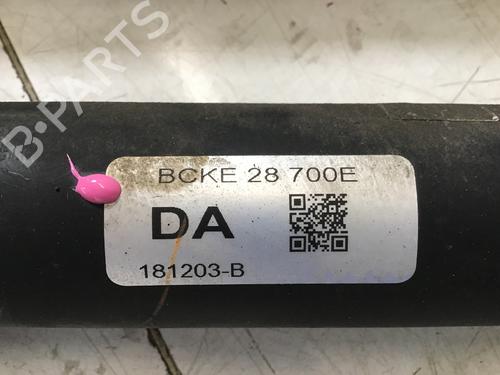 B-PARTS
BCKE 28 700E
DA
181203-B